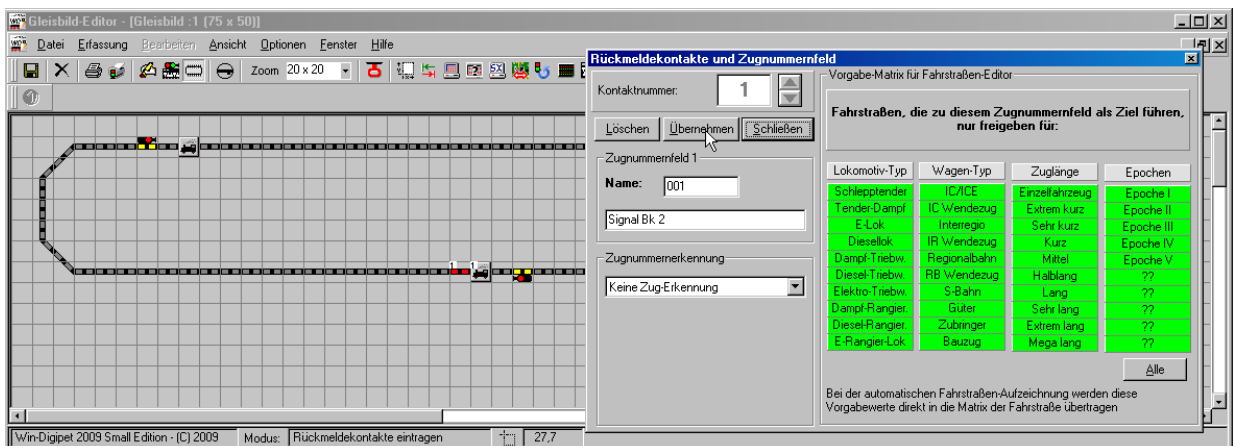 Gleisbild-Editor - [Gleisbild :1 (75 x 50)]
Datei Erfassung Bearbeiten Ansicht Optionen Fenster Hilfe
Zoom 20 x 20
Rückmeldekontakte und Zugnummernfeld
Kontaktnummer: 1
Löschen Übernehmen Schließen
Zugnummernfeld 1
Name: 001
Signal Bk 2
Zugnummernerkennung
Keine Zug-Erkennung
Vorgabe-Matrix für Fahrstraßen-Editor
Fahrstraßen, die zu diesem Zugnummernfeld als Ziel führen,
nur freigeben für:
Lokomotiv-Typ Wagen-Typ Zuglänge Epochen
Schlepptender IC/ICE Einzelfahrzeug Epoche I
Tender-Dampf IC Wendezug Extrem kurz Epoche II
E-Lok Interregio Sehr kurz Epoche III
Diesellok IR Wendezug Kurz Epoche IV
Dampf-Triebw. Regionalbahn Mittel Epoche V
Diesel-Triebw. RB Wendezug Halblang ??
Elektro-Triebw. S-Bahn Lang ??
Dampf-Rangier. Güter Sehr lang ??
Diesel-Rangier. Zubringer Extrem lang ??
E-Rangier-Lok Bauzug Mega lang ??
Alle
Bei der automatischen Fahrstraßen-Aufzeichnung werden diese
Vorgabewerte direkt in die Matrix der Fahrstraße übertragen
1 1
Win-Digipet 2009 Small Edition - (C) 2009 Modus: Rückmeldekontakte eintragen 27,7